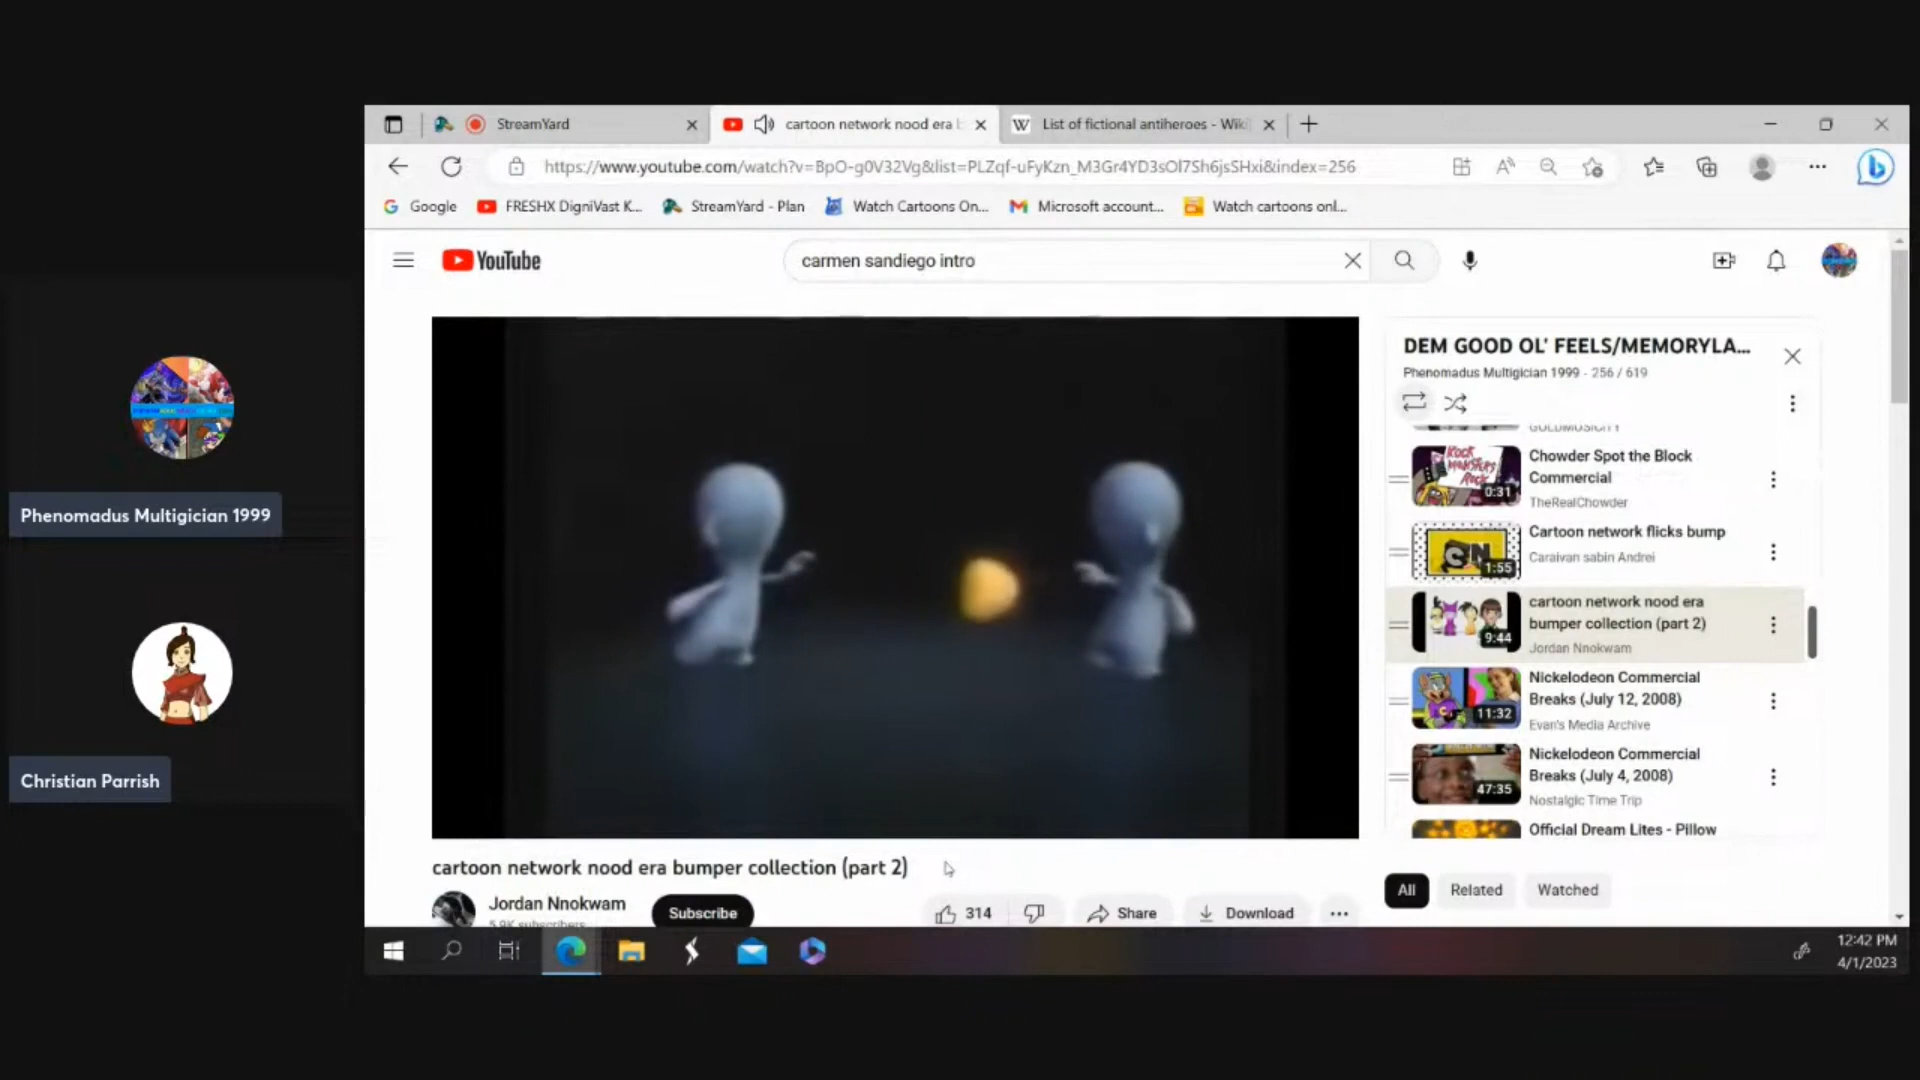 StreamYard
cartoon network nood era b
List of fictional antiheroes - Wiki
https://www.youtube.com/watch?v=BpO-g0V32Vg&list=PLZqf-uFyKzn_M3Gr4YD3sOl7Sh6jsSHxi&index=256
Google
FRESHX DigniVast K...
StreamYard - Plan
Watch Cartoons On...
Microsoft account...
Watch cartoons onl...
YouTube
carmen sandiego intro
DEM GOOD OL' FEELS/MEMORYLA...
Phenomadus Multigician 1999 - 256 / 619
GOLDMUSICITY
Chowder Spot the Block
Commercial
TheRealChowder
0:31
Cartoon network flicks bump
Caraivan sabin Andrei
CN
1:55
cartoon network nood era
bumper collection (part 2)
Jordan Nnokwam
9:44
Nickelodeon Commercial
Breaks (July 12, 2008)
Evan's Media Archive
11:32
Nickelodeon Commercial
Breaks (July 4, 2008)
Nostalgic Time Trip
47:35
Official Dream Lites - Pillow
Phenomadus Multigician 1999
Christian Parrish
cartoon network nood era bumper collection (part 2)
Jordan Nnokwam
5.9K subscribers
Subscribe
314
Share
Download
All
Related
Watched
12:42 PM
4/1/2023